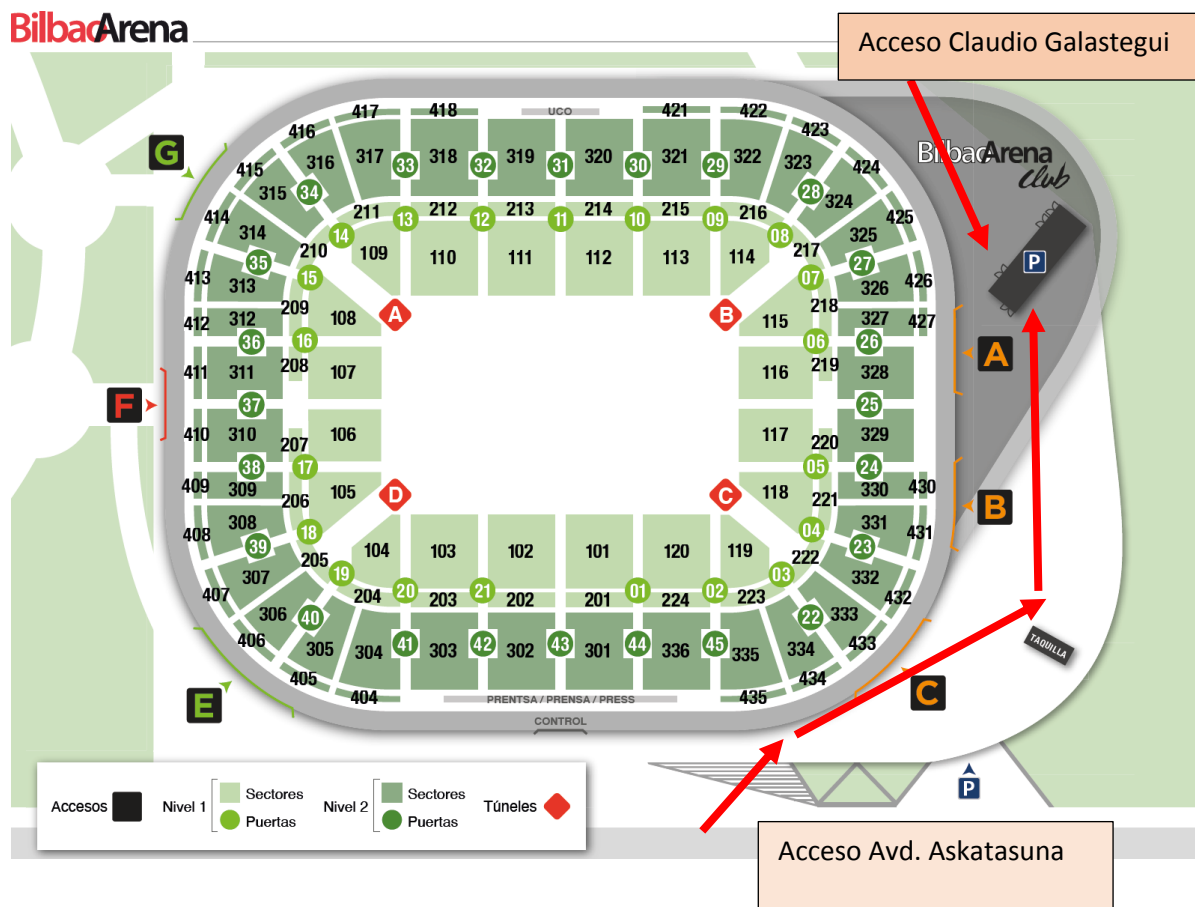 BilbaoArena
Acceso Claudio Galastegui
UCO
417 418 421 422
416 423
415 424
414 425
413 426
412 427
411
410
409 430
408 431
407 432
406 433
405 434
404 435
316 317 318 319 320 321 322 323
315 324
314 325
313 326
312 327
311 328
310 329
309 330
308 331
307 332
306 333
305 304 303 302 301 336 335 334
34 33 32 31 30 29 28
35 27
36 26
37 25
38 24
39 23
40 41 42 43 44 45 22
211 212 213 214 215 216
210 217
209 218
208 219
207 220
206 221
205 222
204 203 202 201 224 223
14 13 12 11 10 09 08
15 07
16 06
17 05
18 04
19 20 21 01 02 03
109 110 111 112 113 114
108 115
107 116
106 117
105 118
104 103 102 101 120 119
A B
D C
G
F
E
A
B
C
BilbaoArena
Club
P
TAQUILLA
PRENTSA / PRENSA / PRESS
CONTROL
P
Accesos Nivel 1 Sectores Puertas Nivel 2 Sectores Puertas Túneles
Acceso Avd. Askatasuna